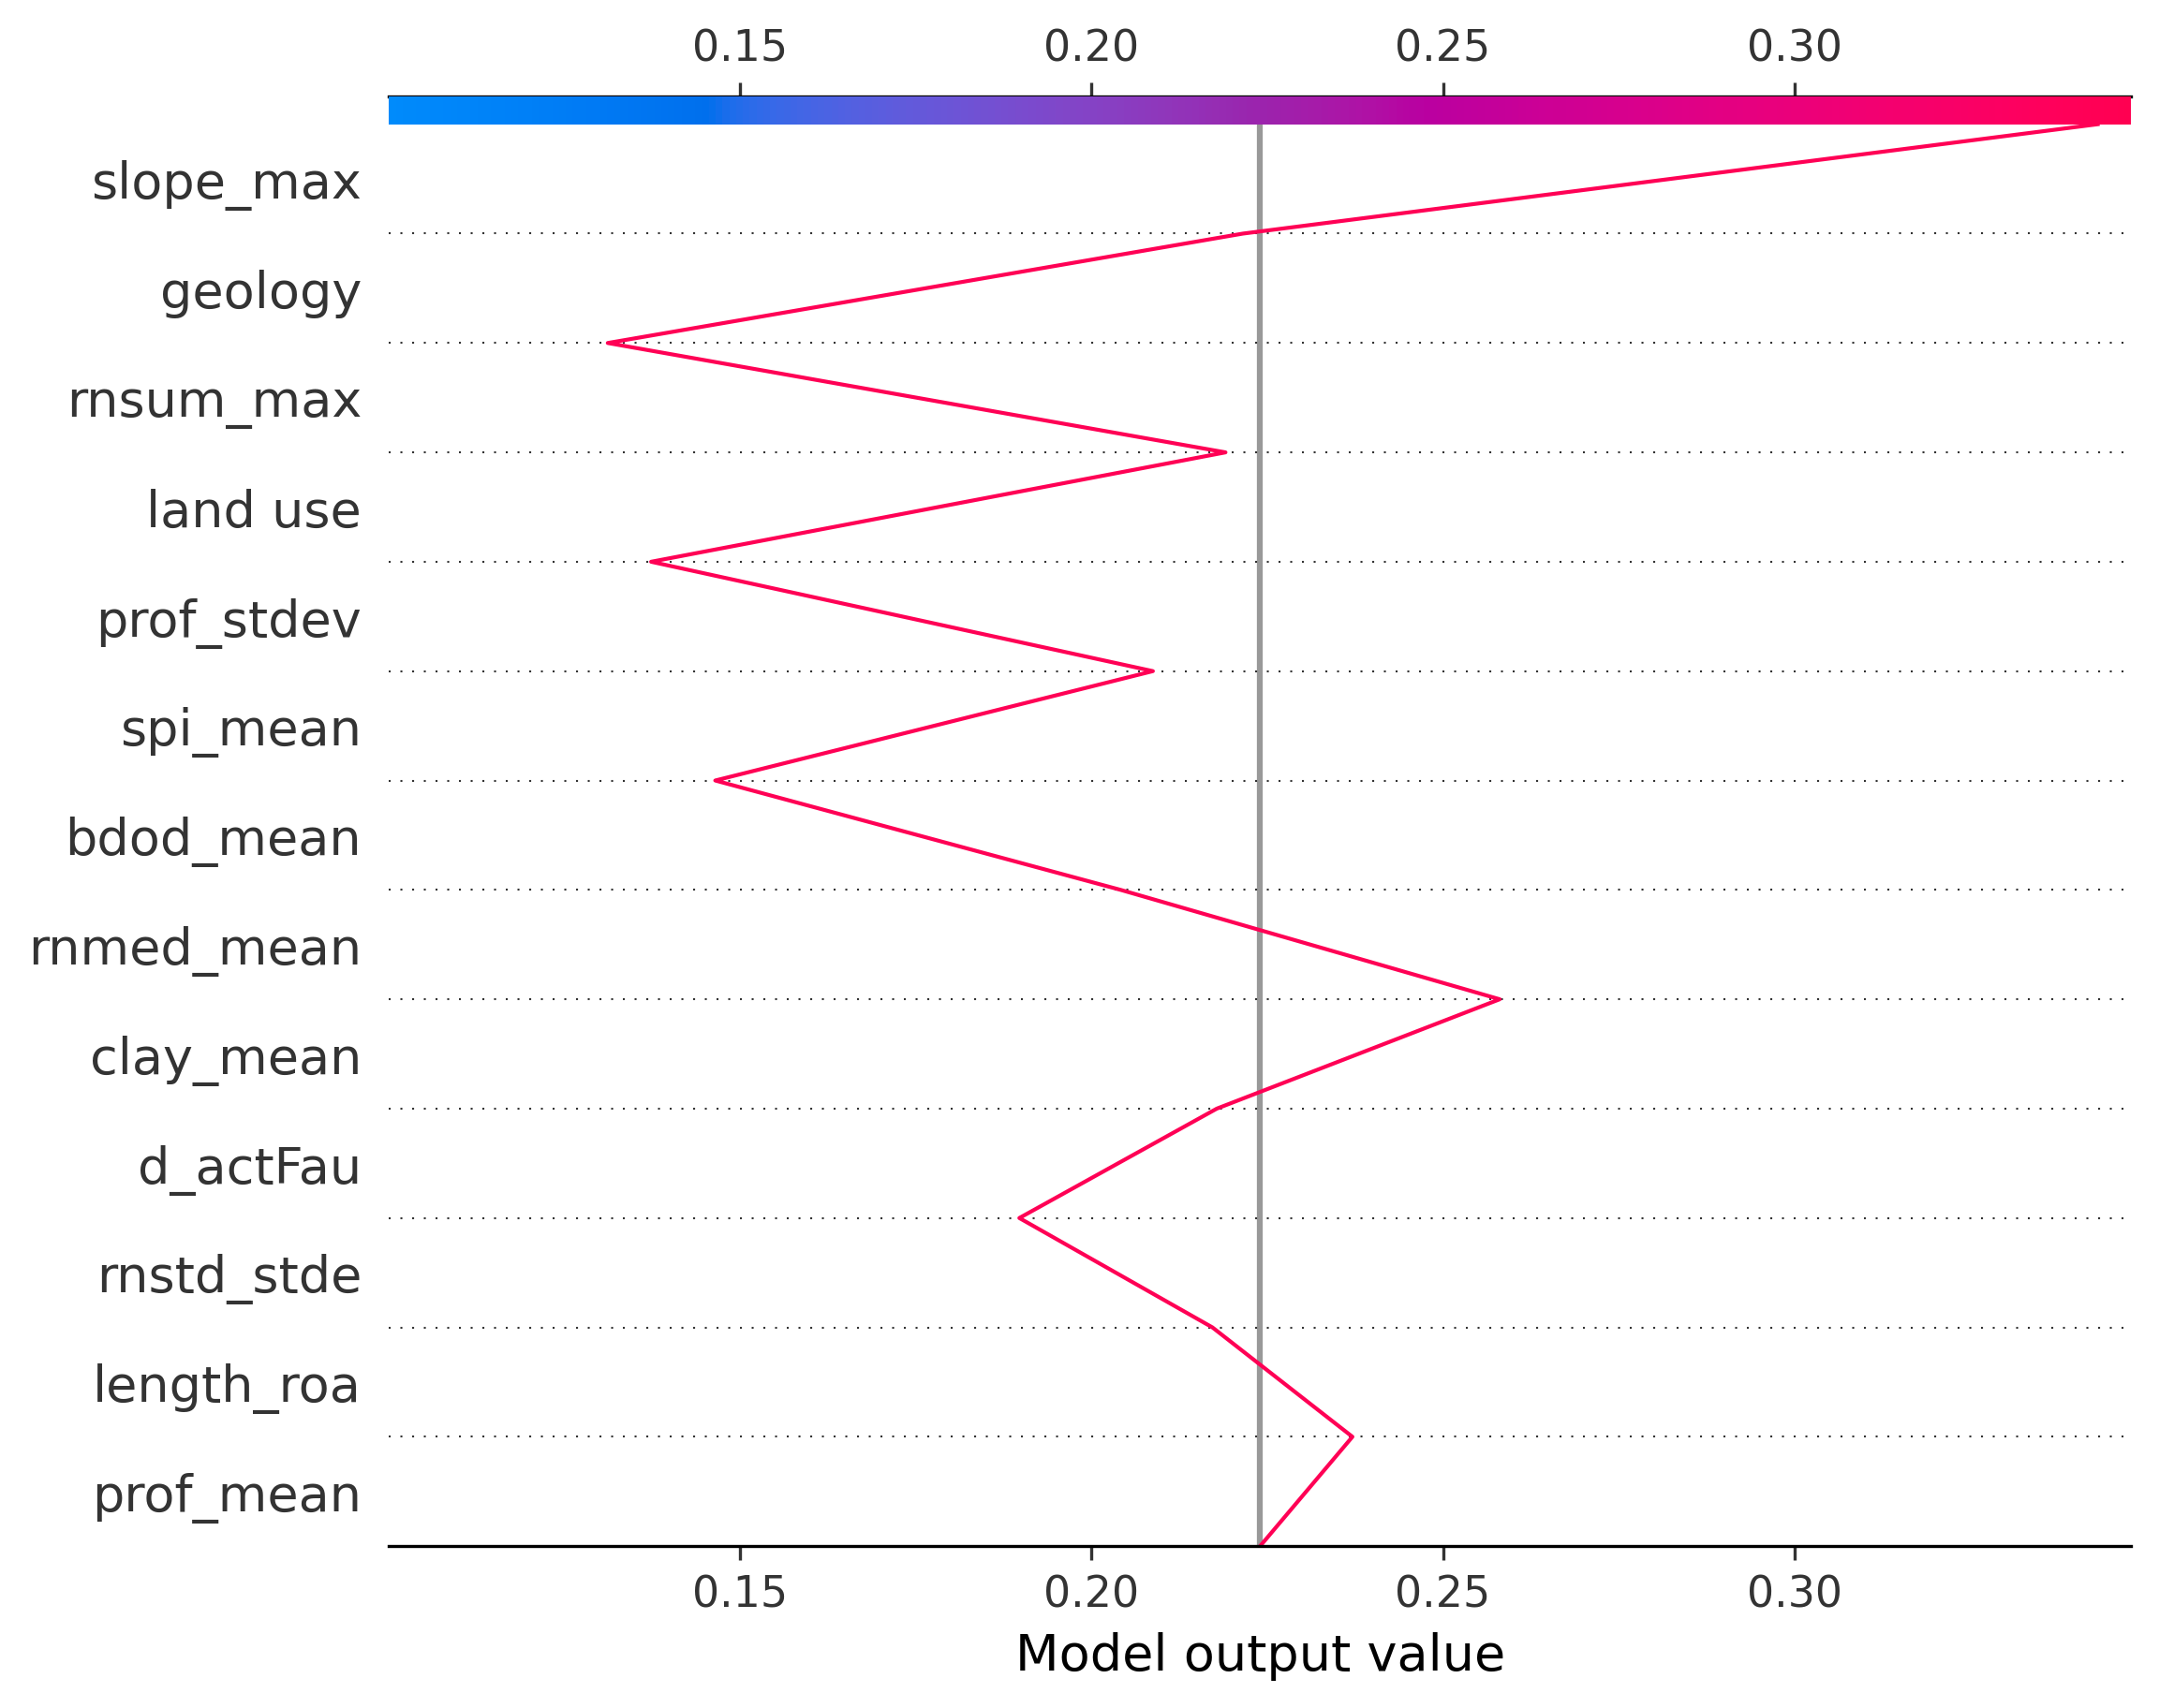 0.15 0.20 0.25 0.30
slope_max
geology
rnsum_max
land use
prof_stdev
spi_mean
bdod_mean
rnmed_mean
clay_mean
d_actFau
rnstd_stde
length_roa
prof_mean
0.15 0.20 0.25 0.30
Model output value